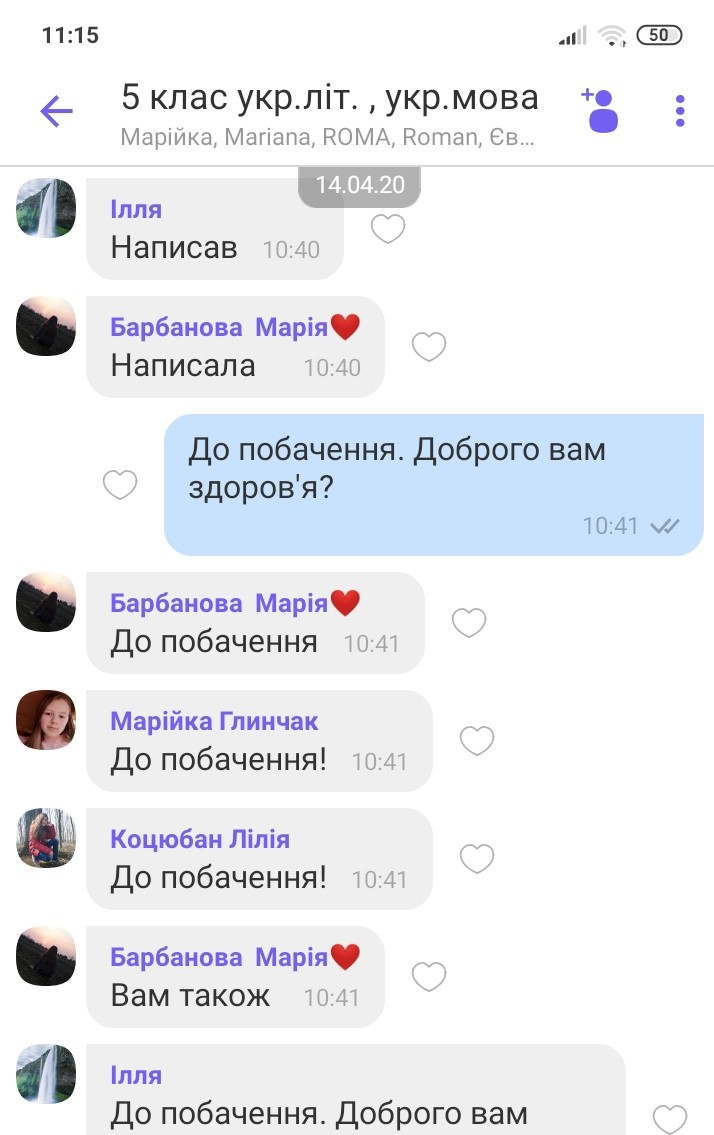 11:15
50
5 клас укр.літ. , укр.мова
Марійка, Mariana, ROMA, Roman, Єв...
14.04.20
Ілля
Написав 10:40
Барбанова Марія❤️
Написала 10:40
До побачення. Доброго вам
здоров'я?
10:41
Барбанова Марія❤️
До побачення 10:41
Марійка Глинчак
До побачення! 10:41
Коцюбан Лілія
До побачення! 10:41
Барбанова Марія❤️
Вам також 10:41
Ілля
До побачення. Доброго вам